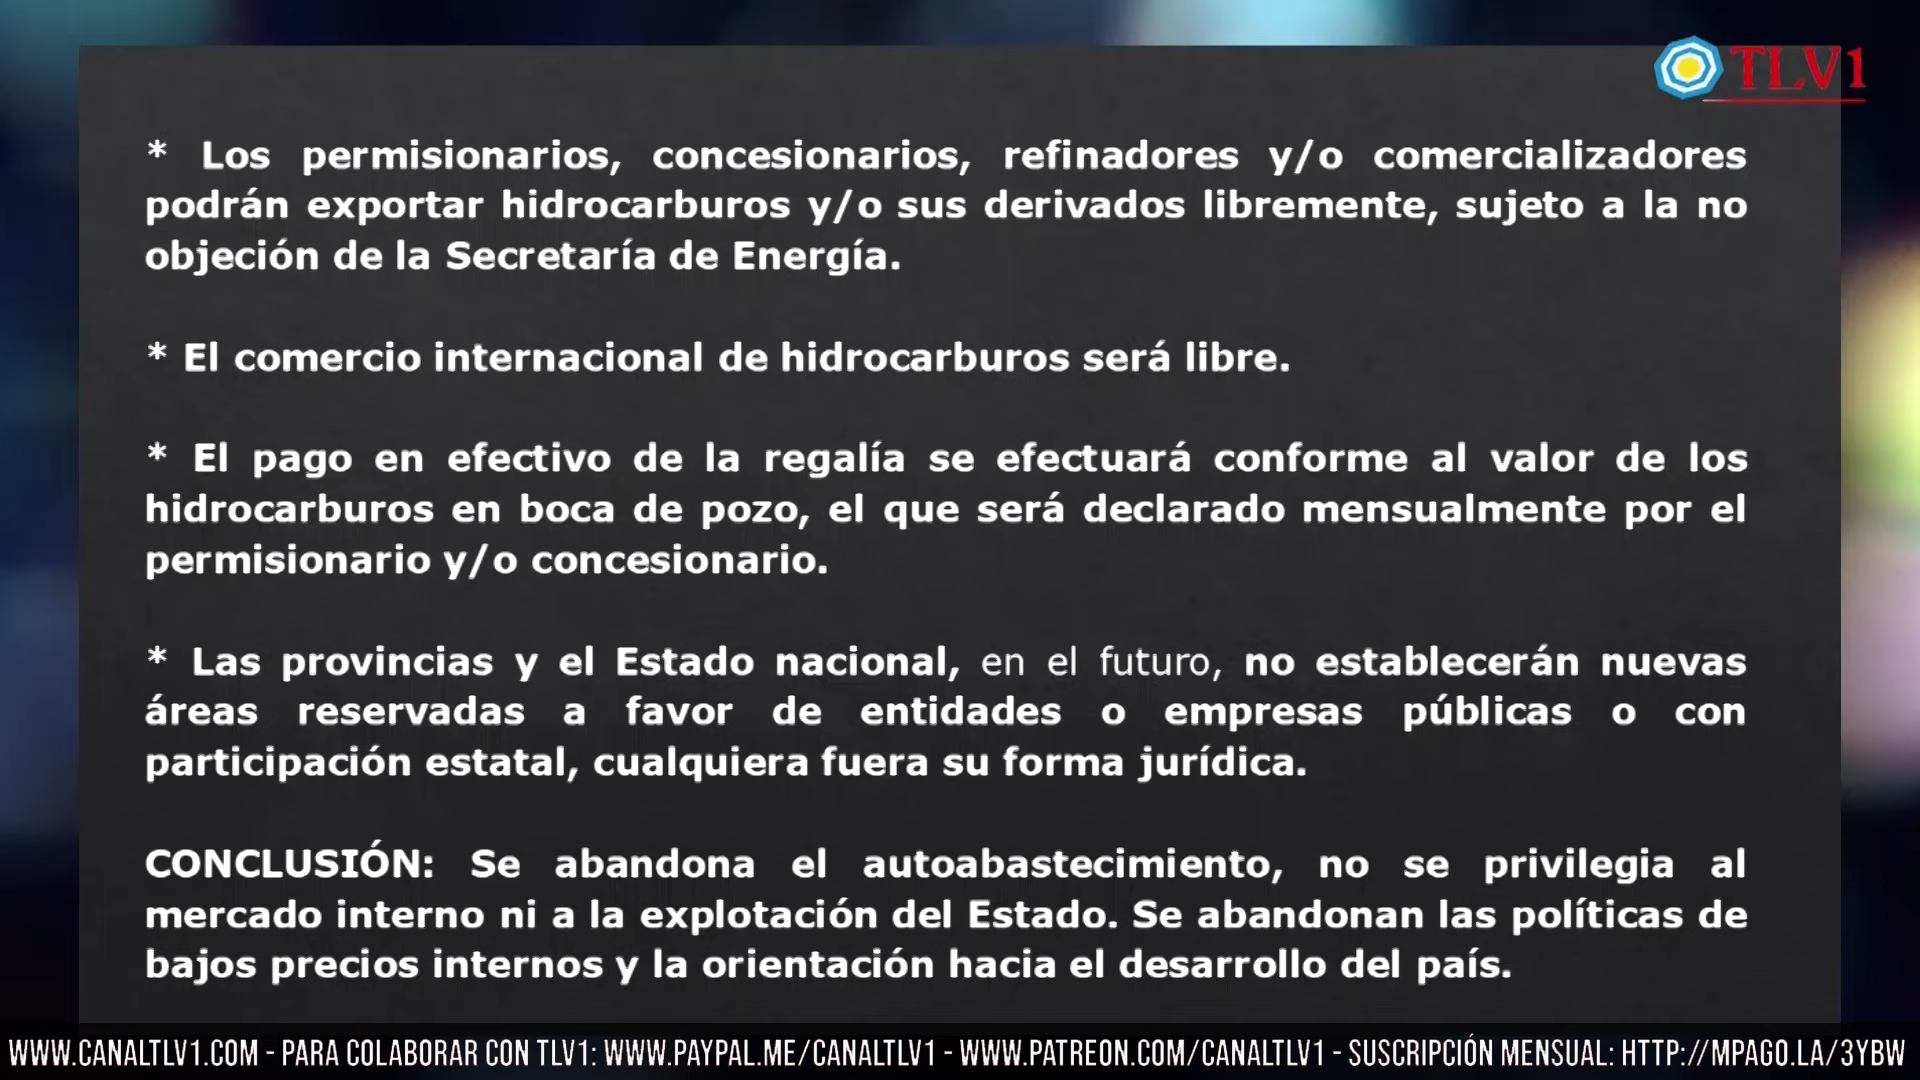 TLV1
* Los permisionarios, concesionarios, refinadores y/o comercializadores
podrán exportar hidrocarburos y/o sus derivados libremente, sujeto a la no
objeción de la Secretaría de Energía.
* El comercio internacional de hidrocarburos será libre.
* El pago en efectivo de la regalía se efectuará conforme al valor de los
hidrocarburos en boca de pozo, el que será declarado mensualmente por el
permisionario y/o concesionario.
* Las provincias y el Estado nacional, en el futuro, no establecerán nuevas
áreas reservadas a favor de entidades o empresas públicas o con
participación estatal, cualquiera fuera su forma jurídica.
CONCLUSIÓN: Se abandona el autoabastecimiento, no se privilegia al
mercado interno ni a la explotación del Estado. Se abandonan las políticas de
bajos precios internos y la orientación hacia el desarrollo del país.
WWW.CANALTLV1.COM - PARA COLABORAR CON TLV1: WWW.PAYPAL.ME/CANALTLV1 - WWW.PATREON.COM/CANALTLV1 - SUSCRIPCIÓN MENSUAL: HTTP://MPAGO.LA/3YBW